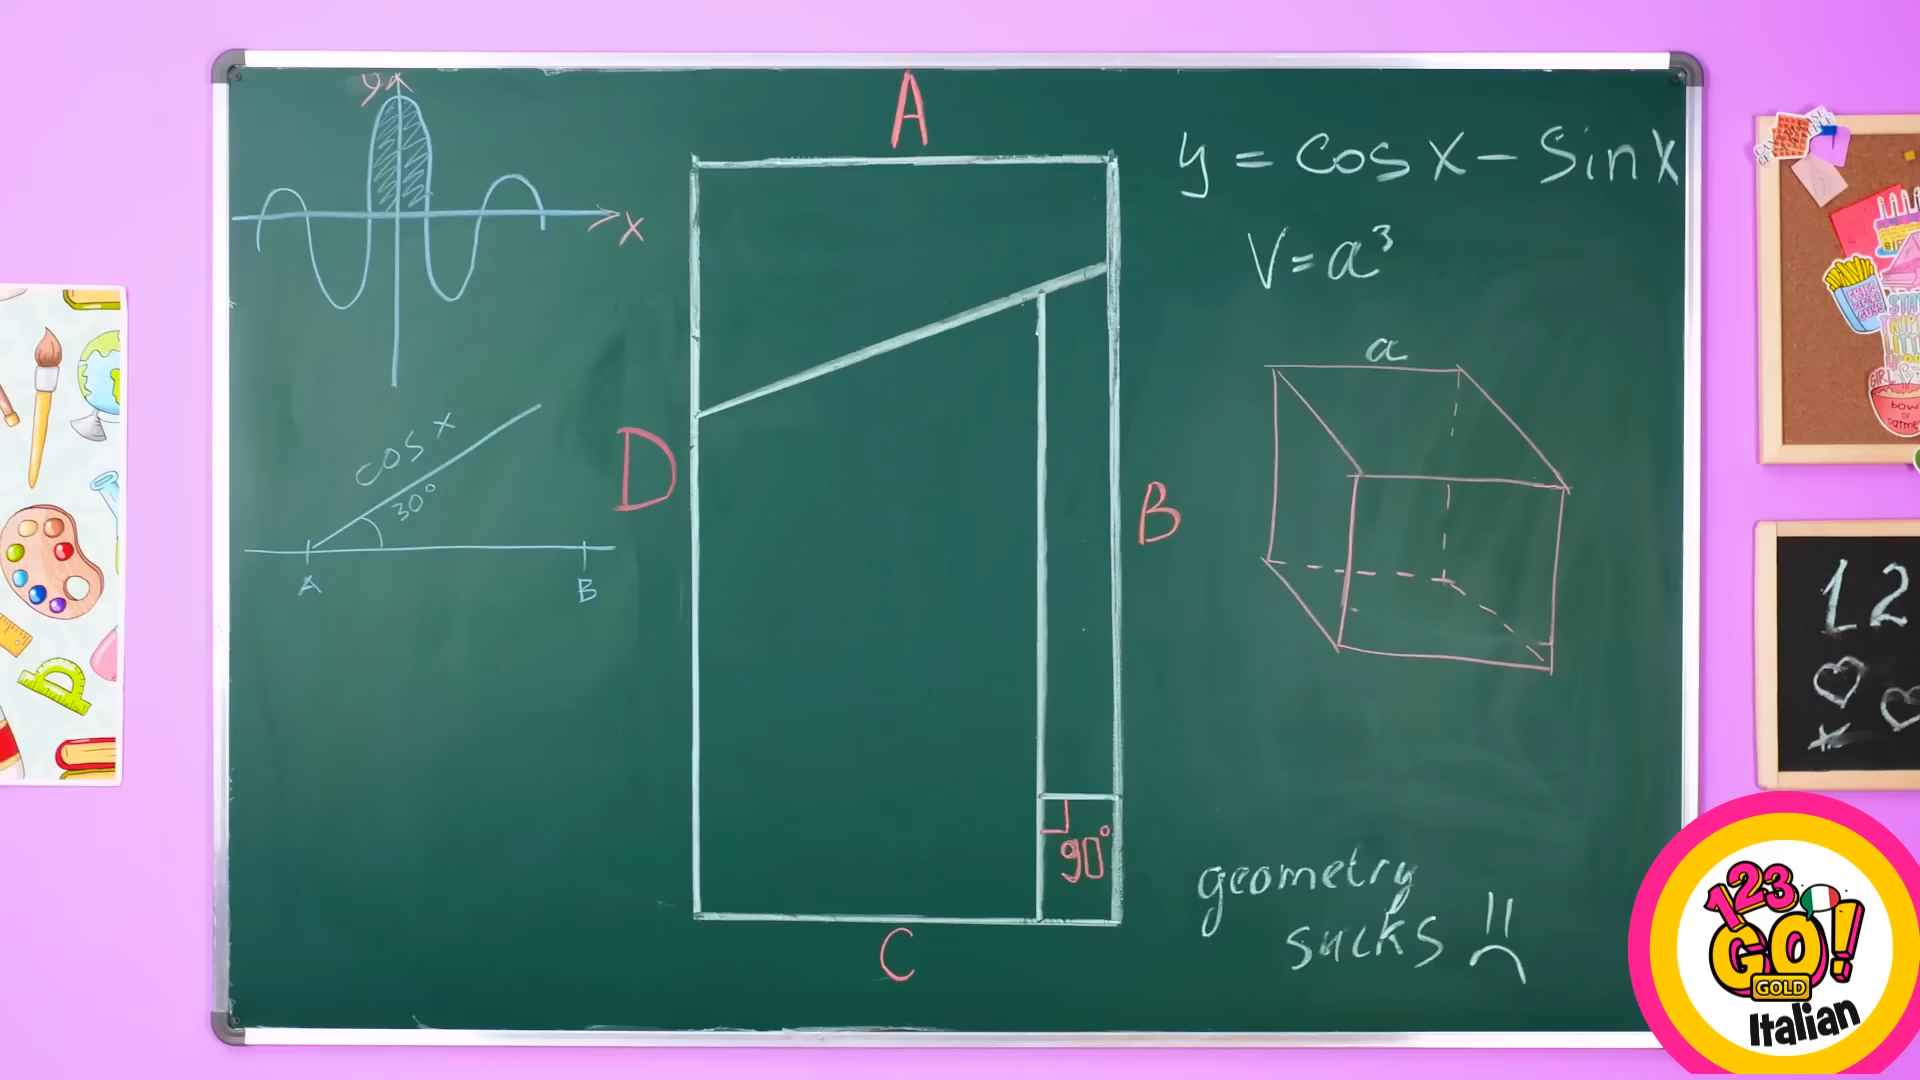 y
x
cos x
30°
A
B
A
D
B
C
90°
y = cos x - sin x
V = a³
a
geometry
sucks
12
123
GO!
GOLD
Italian